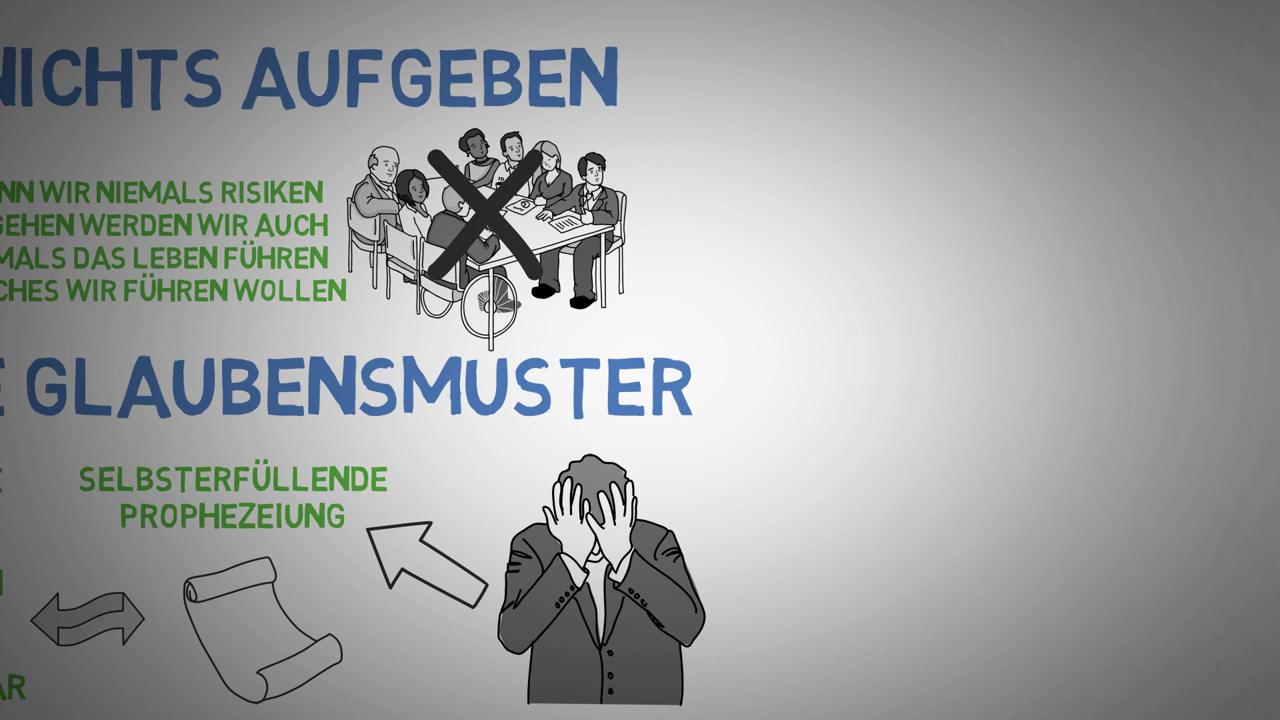 NICHTS AUFGEBEN
NN WIR NIEMALS RISIKEN
GEHEN WERDEN WIR AUCH
MALS DAS LEBEN FÜHREN
CHES WIR FÜHREN WOLLEN
E GLAUBENSMUSTER
E SELBSTERFÜLLENDE
PROPHEZEIUNG
AR